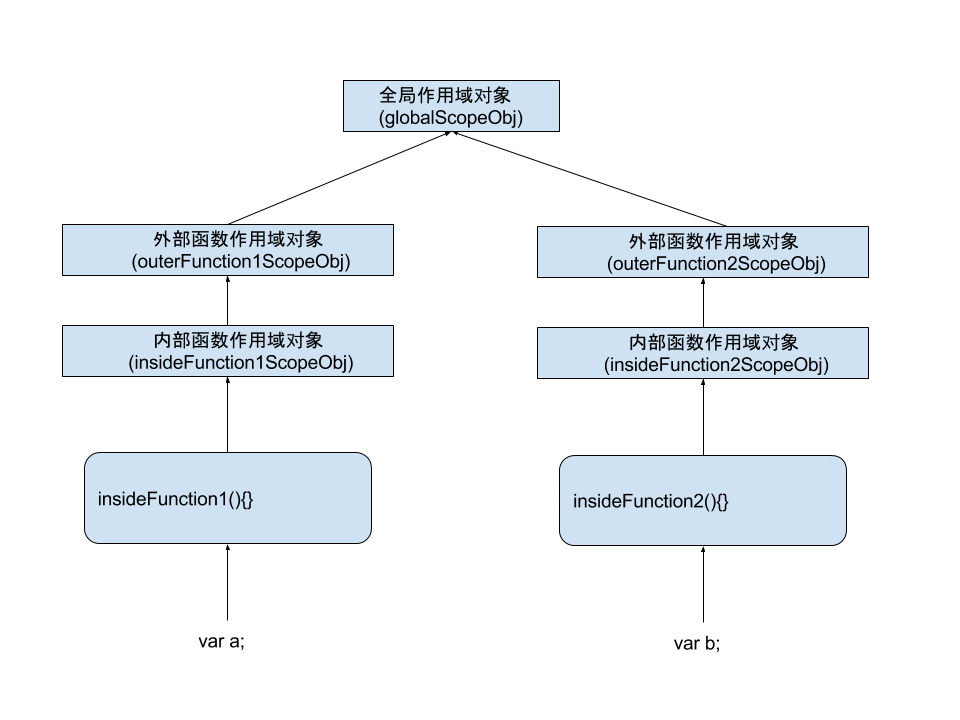 全局作用域对象
(globalScopeObj)
外部函数作用域对象
(outerFunction1ScopeObj)
外部函数作用域对象
(outerFunction2ScopeObj)
内部函数作用域对象
(insideFunction1ScopeObj)
内部函数作用域对象
(insideFunction2ScopeObj)
insideFunction1(){}
insideFunction2(){}
var a;
var b;